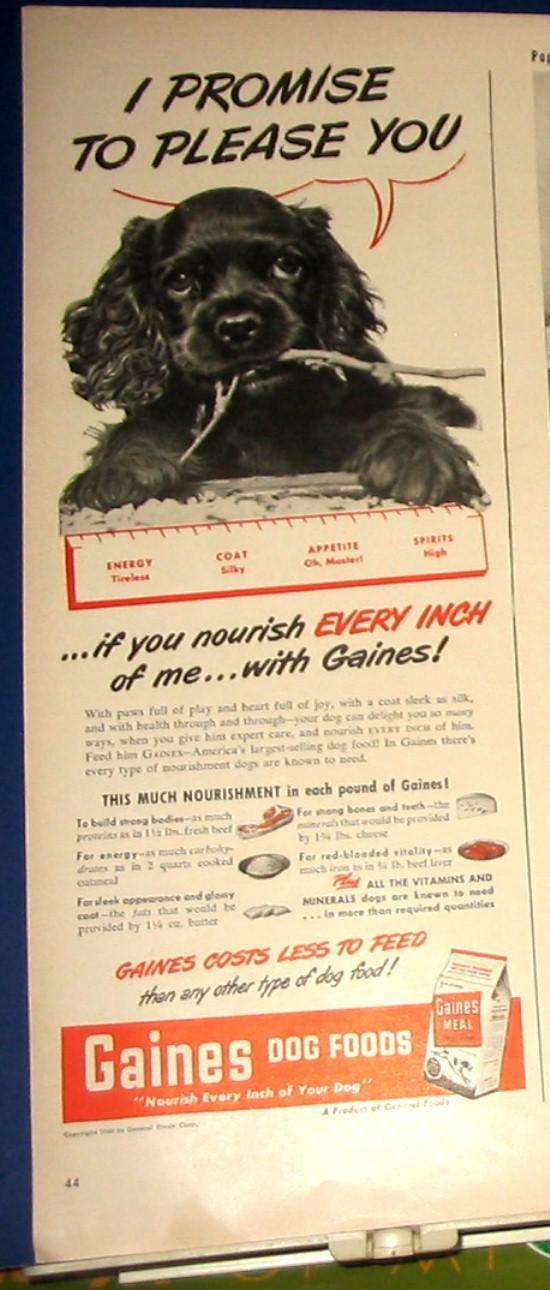 I PROMISE
TO PLEASE YOU
ENERGY
Tireless
COAT
Silky
APPETITE
Oh, Master!
SPIRITS
High
...if you nourish EVERY INCH
of me...with Gaines!
With paws full of play and heart full of joy, with a coat sleek as silk,
and with health through and through—your dog can delight you so many
ways, when you give him expert care, and nourish EVERY INCH of him.
Feed him GAINES—America's largest-selling dog food! In Gaines there's
every type of nourishment dogs are known to need.
THIS MUCH NOURISHMENT in each pound of Gaines!
To build strong bodies—as much
proteins as in 1½ lbs. fresh beef
For energy—as much carbohy-
drates as in 2 quarts cooked
oatmeal
For sleek appearance and glossy
coat—the fats that would be
provided by 1¼ oz. butter
For strong bones and teeth—the
minerals that would be provided
by 1¾ lbs. cheese
For red-blooded vitality—as
much iron as in ¾ lb. beef liver
Plus ALL THE VITAMINS AND
MINERALS dogs are known to need
... in more than required quantities
GAINES COSTS LESS TO FEED
than any other type of dog food!
Gaines
MEAL
Gaines DOG FOODS
"Nourish Every Inch of Your Dog"
A Product of General Foods
Copyright by General Foods Corp.
44